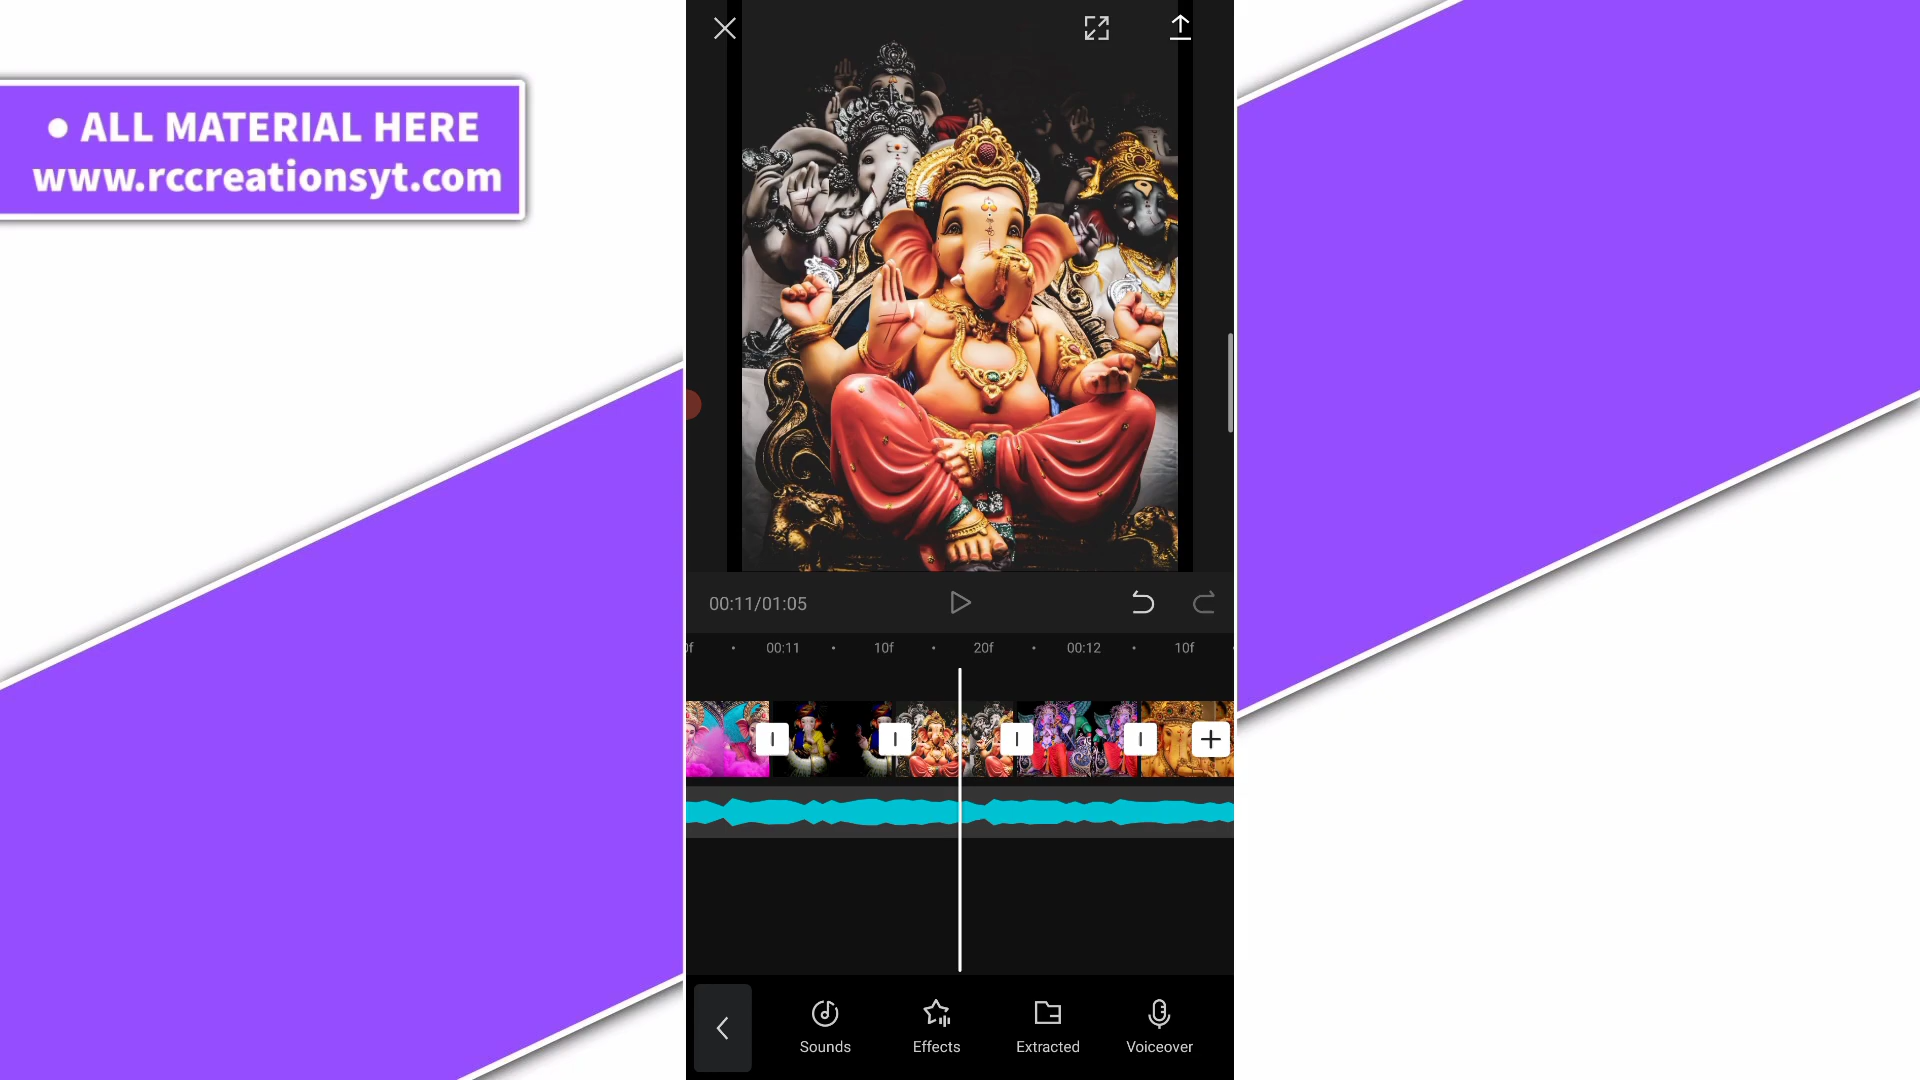 ● ALL MATERIAL HERE
www.rccreationsyt.com
00:11/01:05
0f · 00:11 · 10f · 20f · 00:12 · 10f
Sounds
Effects
Extracted
Voiceover